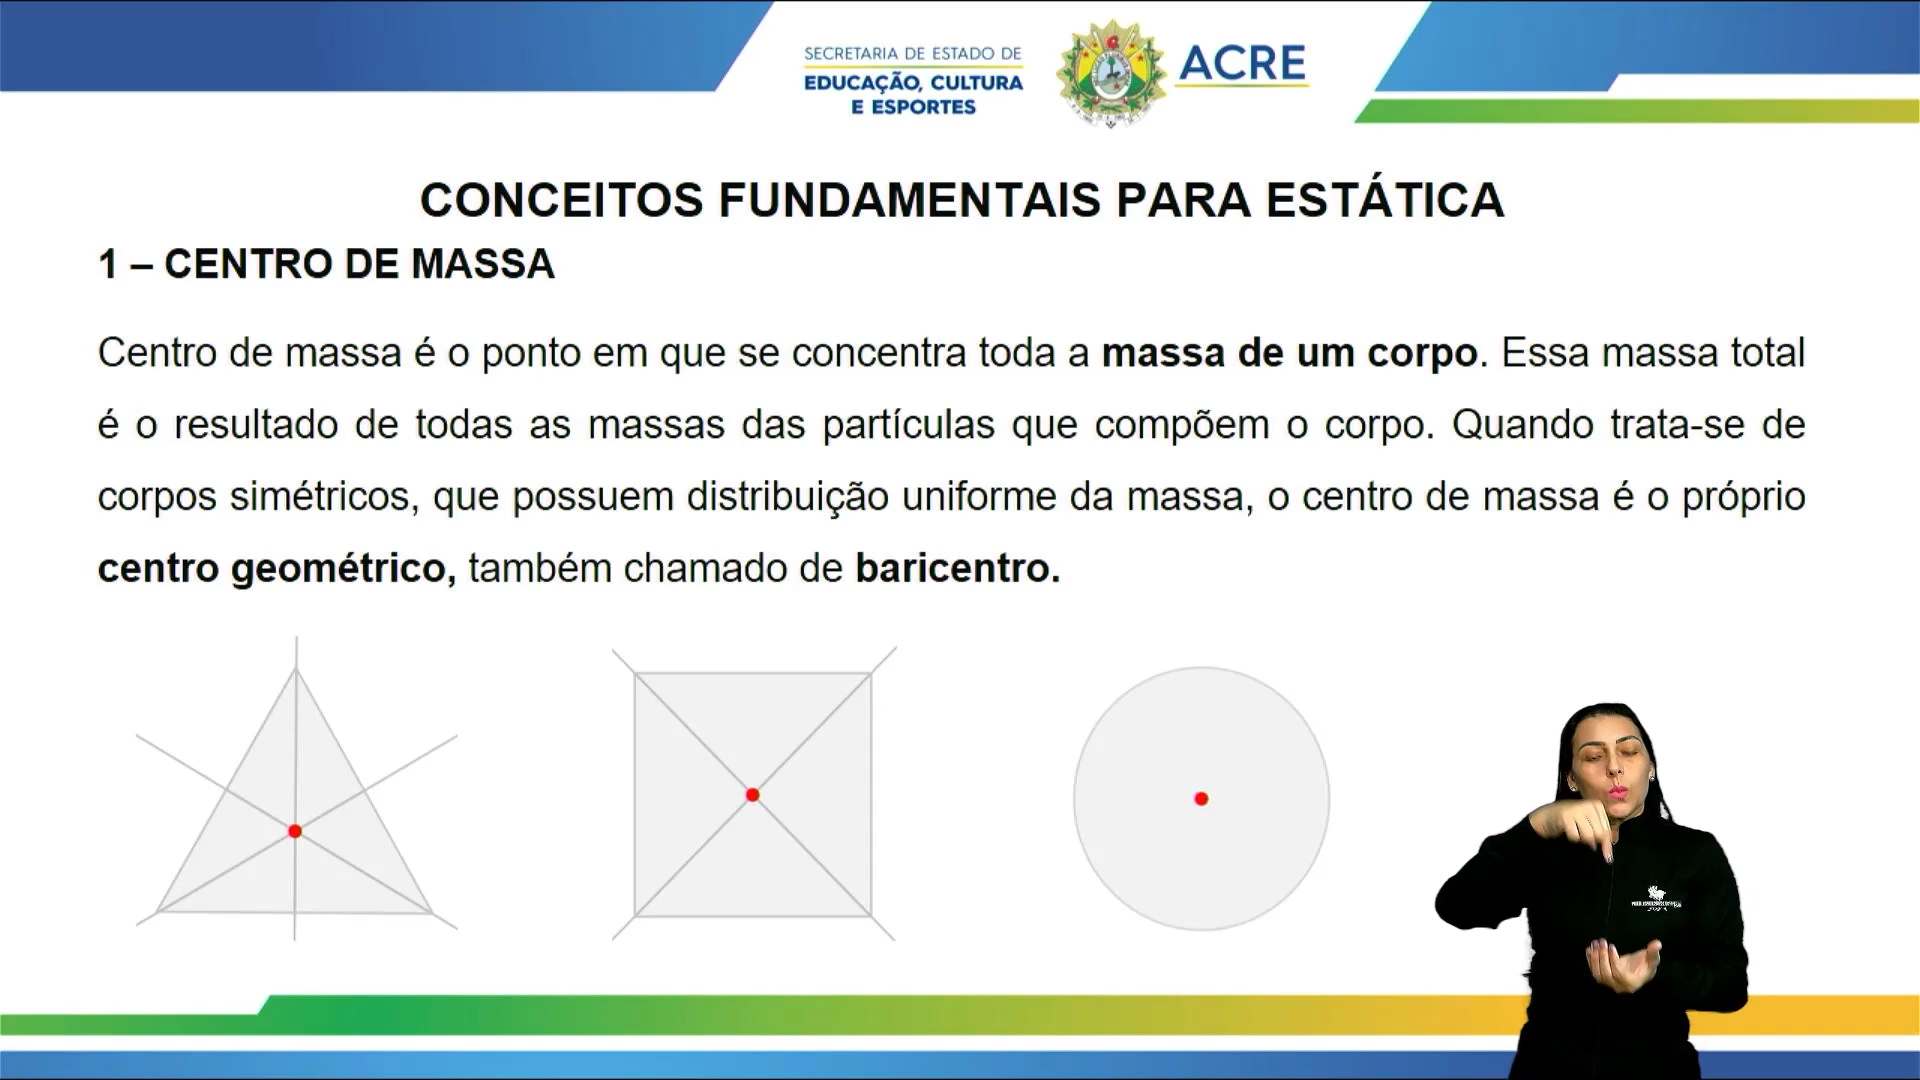 SECRETARIA DE ESTADO DE
EDUCAÇÃO, CULTURA
E ESPORTES
ACRE
CONCEITOS FUNDAMENTAIS PARA ESTÁTICA
1 – CENTRO DE MASSA
Centro de massa é o ponto em que se concentra toda a massa de um corpo. Essa massa total
é o resultado de todas as massas das partículas que compõem o corpo. Quando trata-se de
corpos simétricos, que possuem distribuição uniforme da massa, o centro de massa é o próprio
centro geométrico, também chamado de baricentro.